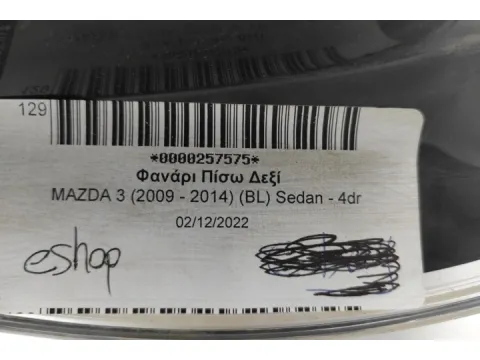 129
*0000257575*
Φανάρι Πίσω Δεξί
MAZDA 3 (2009 - 2014) (BL) Sedan - 4dr
02/12/2022
eshop